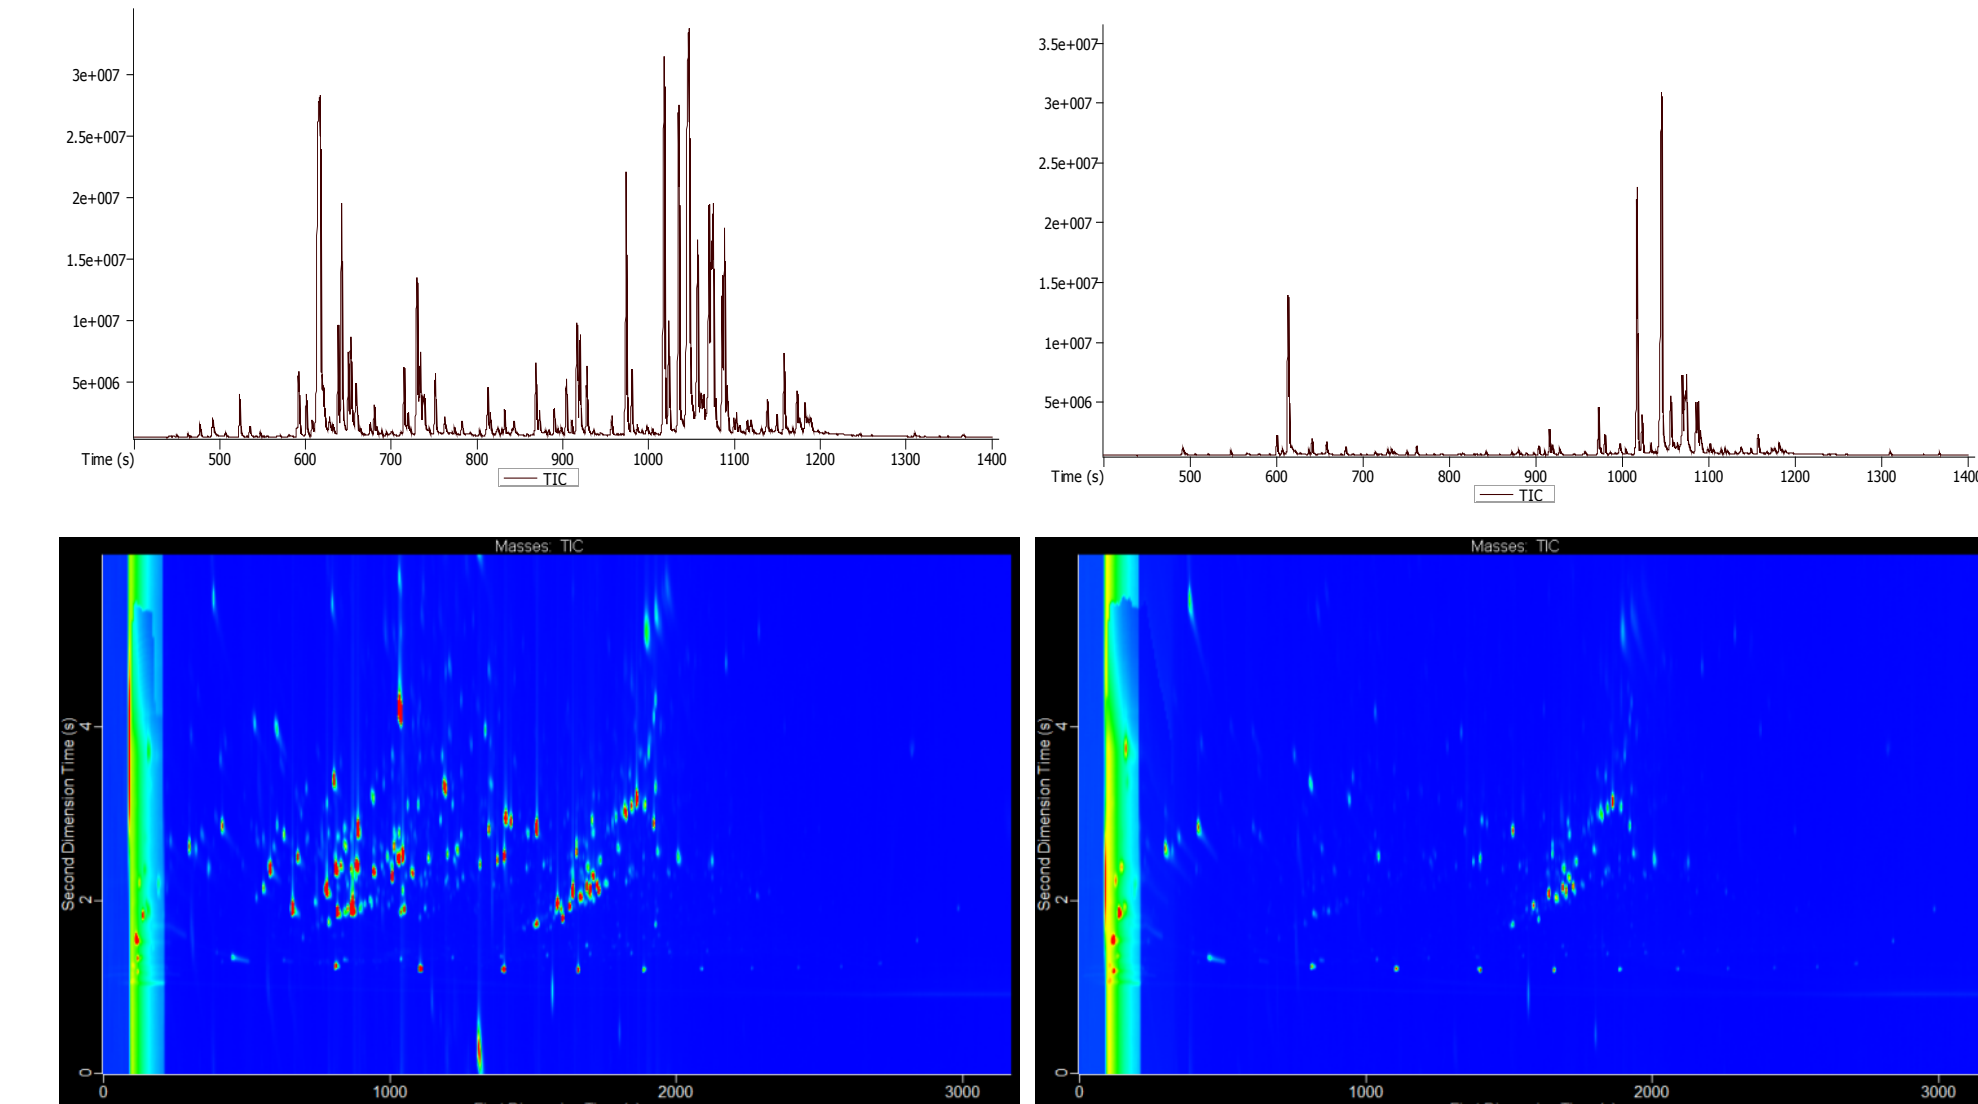 3e+007
2.5e+007
2e+007
1.5e+007
1e+007
5e+006
Time (s) 500 600 700 800 900 1000 1100 1200 1300 1400
TIC
3.5e+007
3e+007
2.5e+007
2e+007
1.5e+007
1e+007
5e+006
Time (s) 500 600 700 800 900 1000 1100 1200 1300
TIC
Masses: TIC
Second Dimension Time (s)
4
2
0
0 1000 2000 3000
Masses: TIC
Second Dimension Time (s)
4
2
0
0 1000 2000 3000